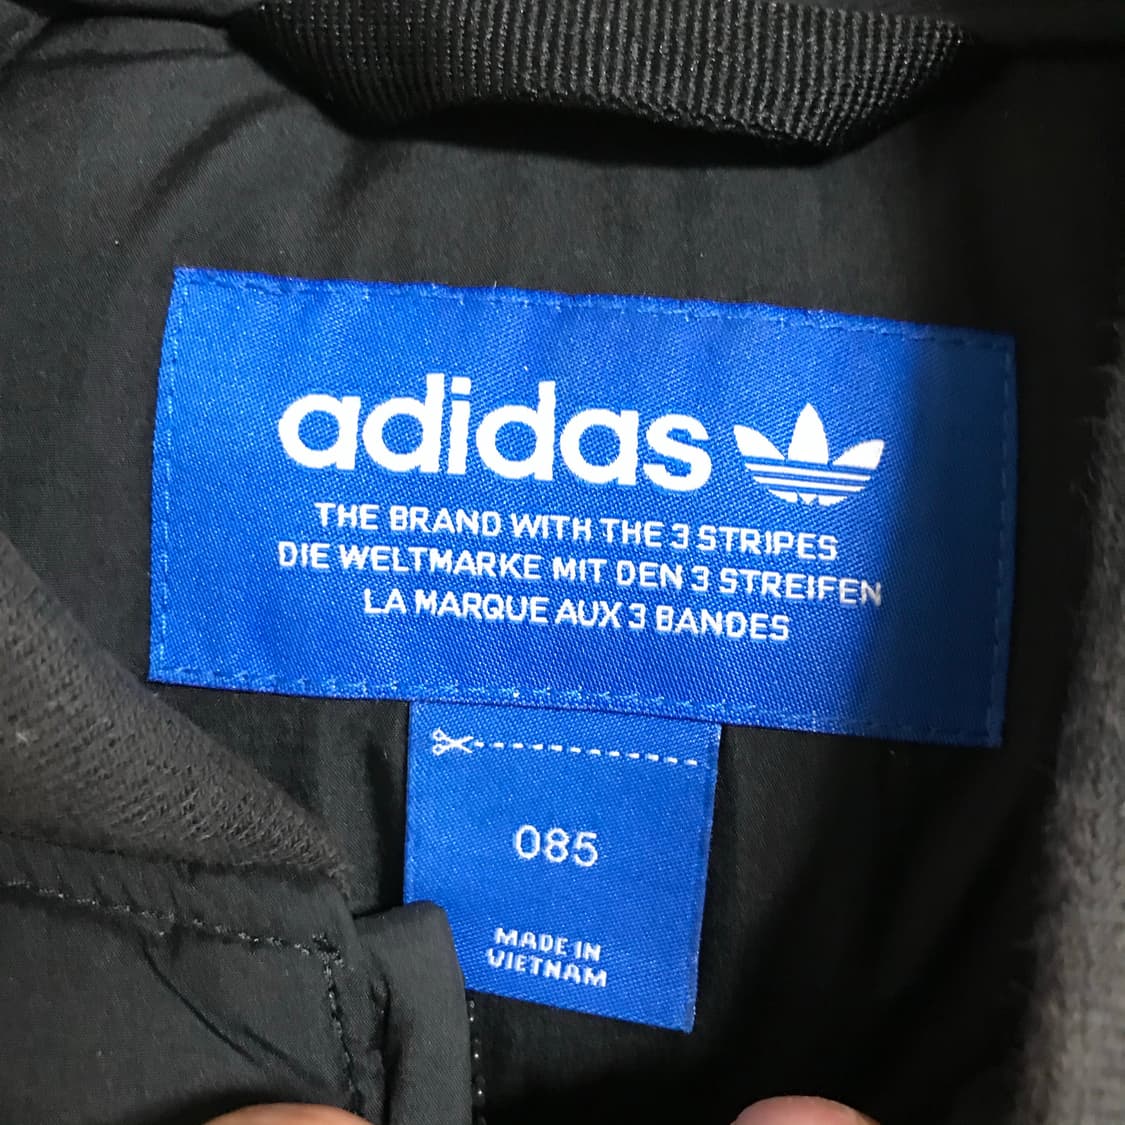 adidas
THE BRAND WITH THE 3 STRIPES
DIE WELTMARKE MIT DEN 3 STREIFEN
LA MARQUE AUX 3 BANDES
085
MADE IN
VIETNAM